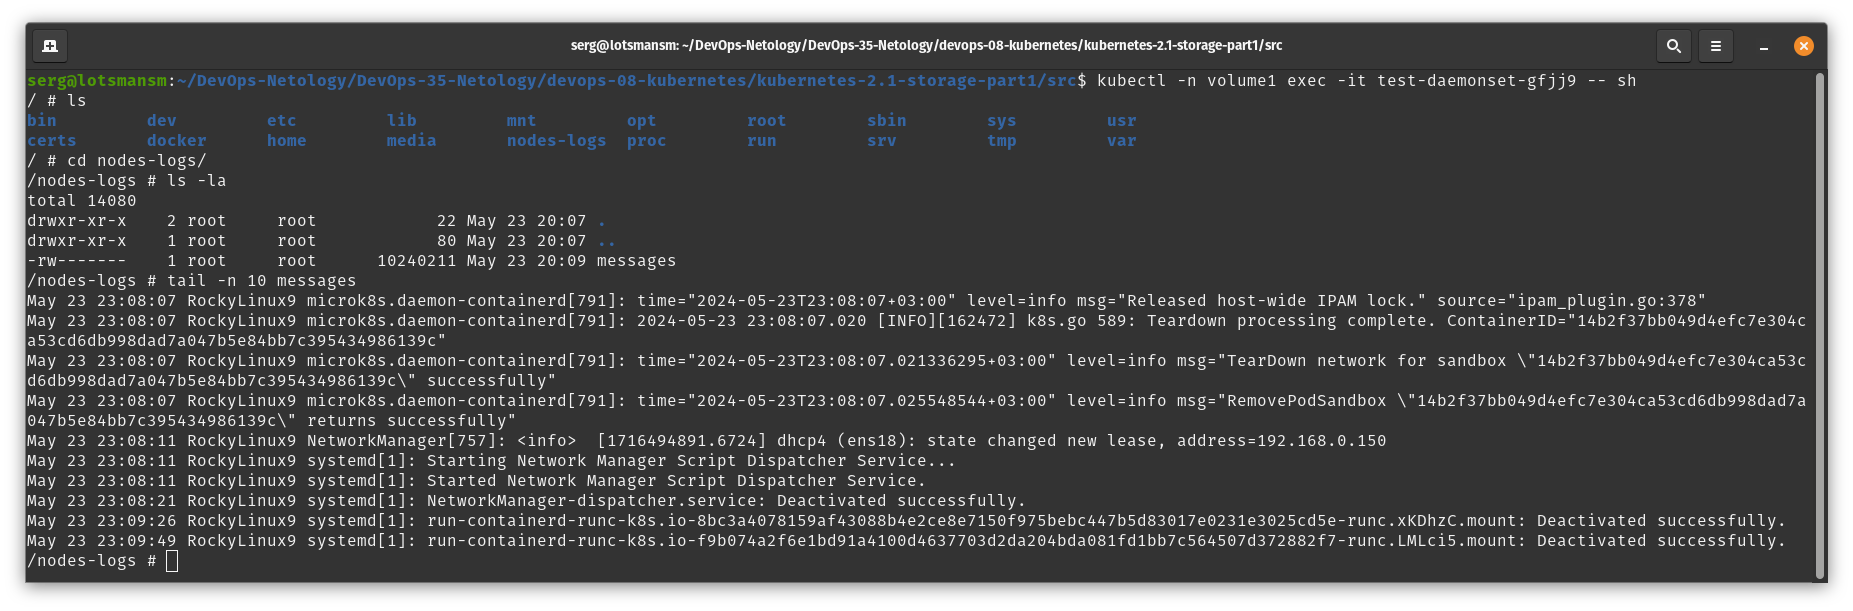 serg@lotsmansm: ~/DevOps-Netology/DevOps-35-Netology/devops-08-kubernetes/kubernetes-2.1-storage-part1/src
serg@lotsmansm:~/DevOps-Netology/DevOps-35-Netology/devops-08-kubernetes/kubernetes-2.1-storage-part1/src$ kubectl -n volume1 exec -it test-daemonset-gfjj9 -- sh
/ # ls
bin         dev         etc         lib         mnt         opt         root        sbin        sys         usr
certs       docker      home        media       nodes-logs  proc        run         srv         tmp         var
/ # cd nodes-logs/
/nodes-logs # ls -la
total 14080
drwxr-xr-x    2 root     root            22 May 23 20:07 .
drwxr-xr-x    1 root     root            80 May 23 20:07 ..
-rw-------    1 root     root      10240211 May 23 20:09 messages
/nodes-logs # tail -n 10 messages
May 23 23:08:07 RockyLinux9 microk8s.daemon-containerd[791]: time="2024-05-23T23:08:07+03:00" level=info msg="Released host-wide IPAM lock." source="ipam_plugin.go:378"
May 23 23:08:07 RockyLinux9 microk8s.daemon-containerd[791]: 2024-05-23 23:08:07.020 [INFO][162472] k8s.go 589: Teardown processing complete. ContainerID="14b2f37bb049d4efc7e304c
a53cd6db998dad7a047b5e84bb7c395434986139c"
May 23 23:08:07 RockyLinux9 microk8s.daemon-containerd[791]: time="2024-05-23T23:08:07.021336295+03:00" level=info msg="TearDown network for sandbox \"14b2f37bb049d4efc7e304ca53c
d6db998dad7a047b5e84bb7c395434986139c\" successfully"
May 23 23:08:07 RockyLinux9 microk8s.daemon-containerd[791]: time="2024-05-23T23:08:07.025548544+03:00" level=info msg="RemovePodSandbox \"14b2f37bb049d4efc7e304ca53cd6db998dad7a
047b5e84bb7c395434986139c\" returns successfully"
May 23 23:08:11 RockyLinux9 NetworkManager[757]: <info>  [1716494891.6724] dhcp4 (ens18): state changed new lease, address=192.168.0.150
May 23 23:08:11 RockyLinux9 systemd[1]: Starting Network Manager Script Dispatcher Service...
May 23 23:08:11 RockyLinux9 systemd[1]: Started Network Manager Script Dispatcher Service.
May 23 23:08:21 RockyLinux9 systemd[1]: NetworkManager-dispatcher.service: Deactivated successfully.
May 23 23:09:26 RockyLinux9 systemd[1]: run-containerd-runc-k8s.io-8bc3a4078159af43088b4e2ce8e7150f975bebc447b5d83017e0231e3025cd5e-runc.xKDhzC.mount: Deactivated successfully.
May 23 23:09:49 RockyLinux9 systemd[1]: run-containerd-runc-k8s.io-f9b074a2f6e1bd91a4100d4637703d2da204bda081fd1bb7c564507d372882f7-runc.LMLci5.mount: Deactivated successfully.
/nodes-logs #